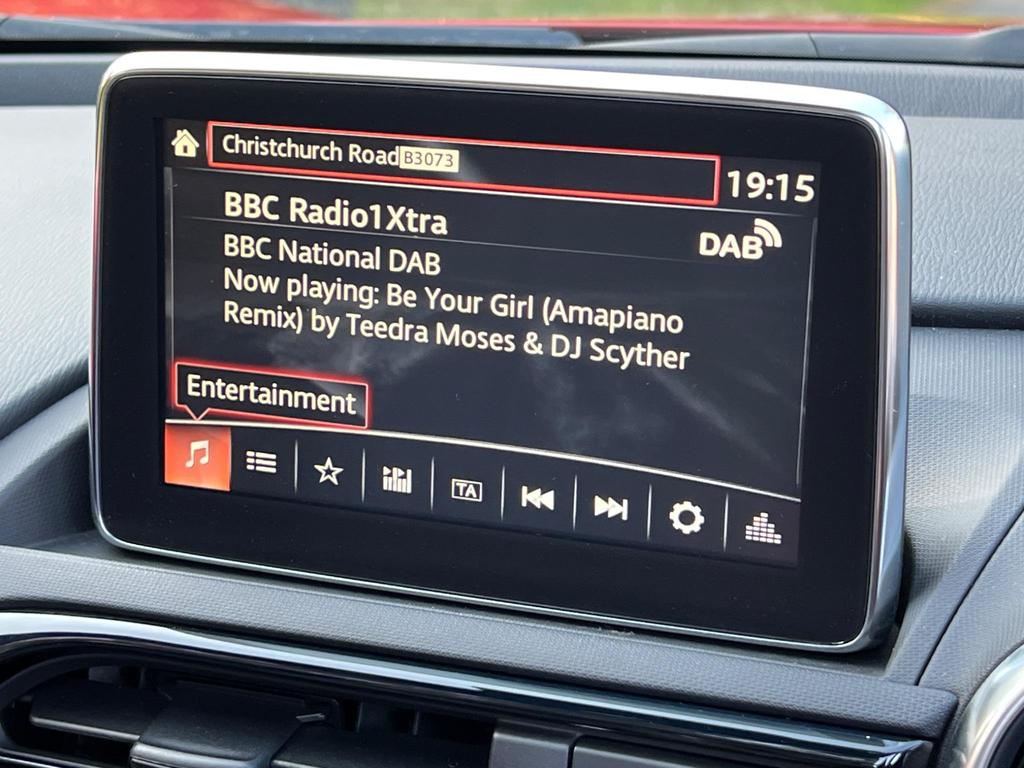 Christchurch Road B3073
19:15
BBC Radio1Xtra
DAB
BBC National DAB
Now playing: Be Your Girl (Amapiano
Remix) by Teedra Moses & DJ Scyther
Entertainment
TA